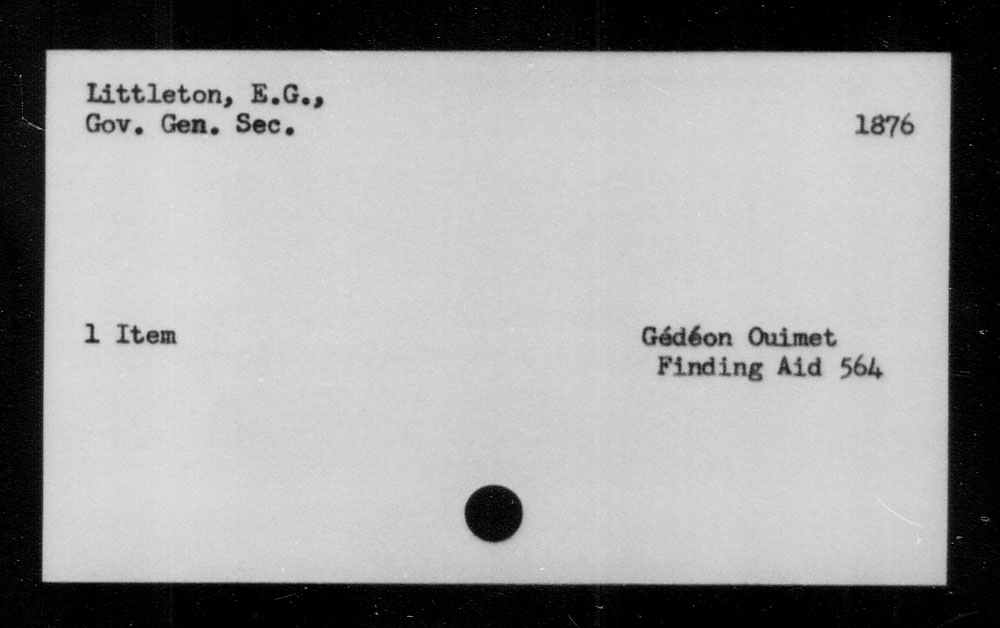 Littleton, E.G.,
Gov. Gen. Sec.
1876
1 Item
Gédéon Ouimet
Finding Aid 564